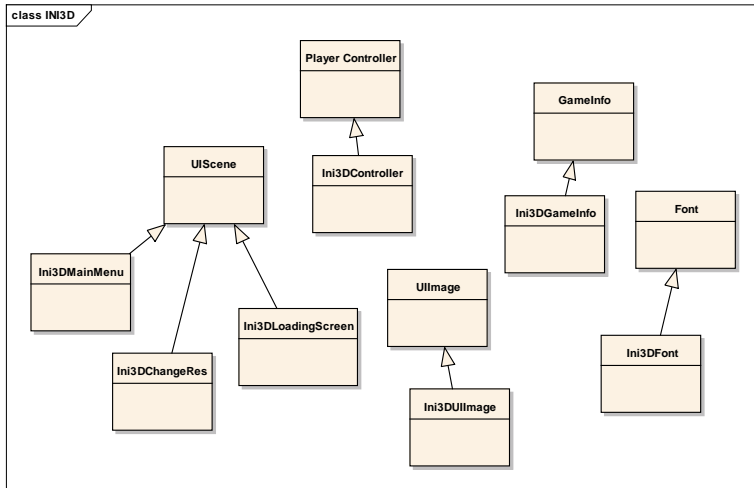 class INI3D
Player Controller
GameInfo
UIScene
Ini3DController
Ini3DGameInfo
Font
Ini3DMainMenu
UIImage
Ini3DLoadingScreen
Ini3DChangeRes
Ini3DFont
Ini3DUIImage